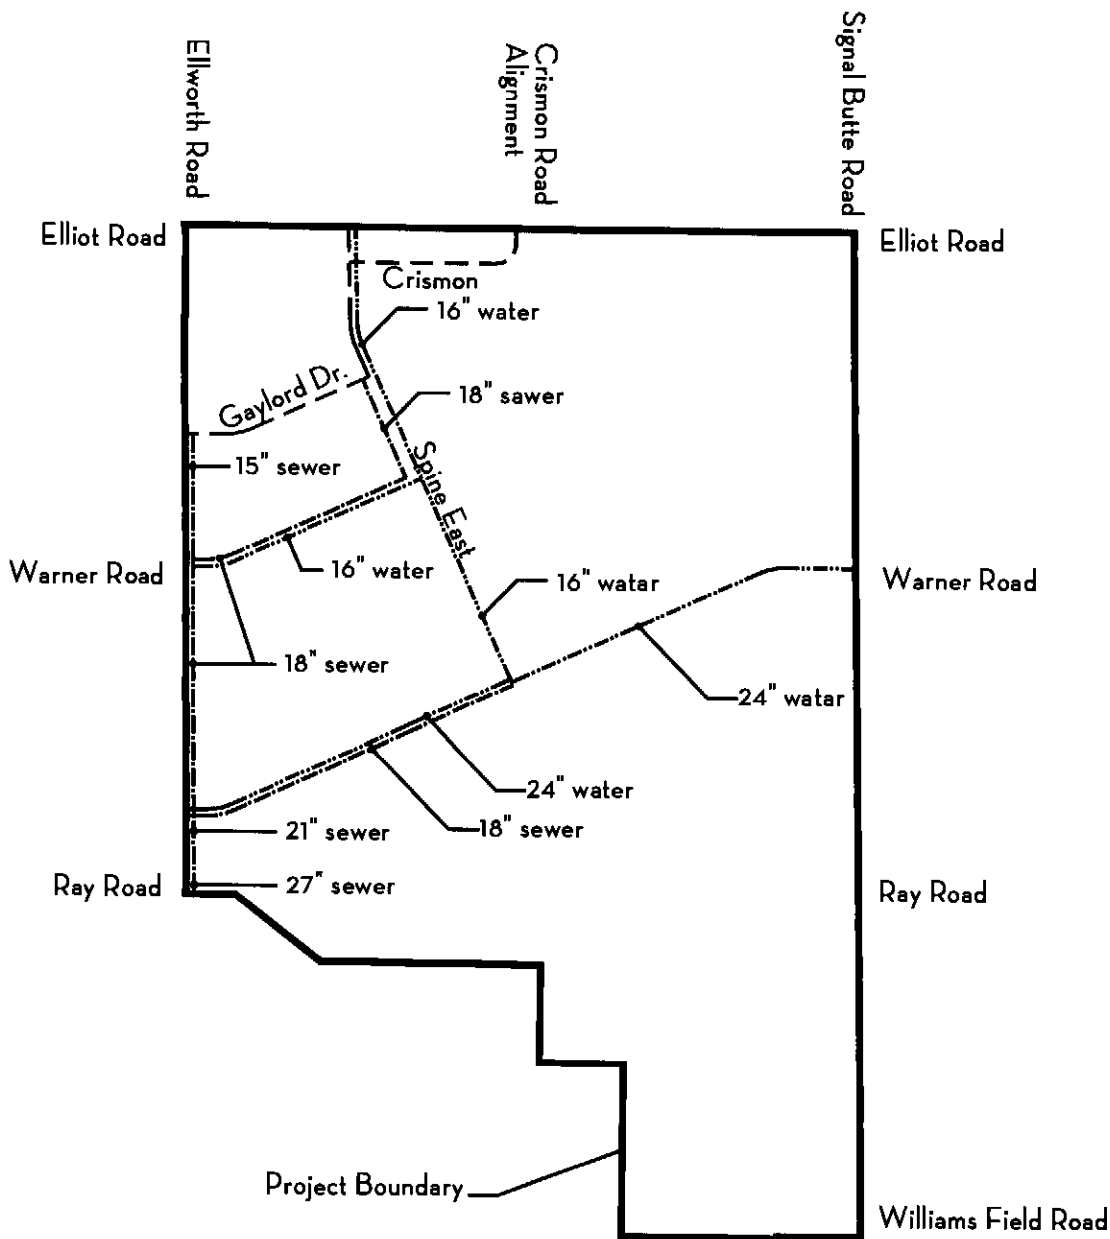 Ellworth Road
Crismon Road
Alignment
Signal Butte Road
Elliot Road
Elliot Road
Crismon
16" water
Gaylord Dr.
18" sawer
Spine East
15" sewer
Warner Road
16" water
16" watar
Warner Road
18" sewer
24" watar
24" water
21" sewer
18" sewer
Ray Road
27" sewer
Ray Road
Project Boundary
Williams Field Road